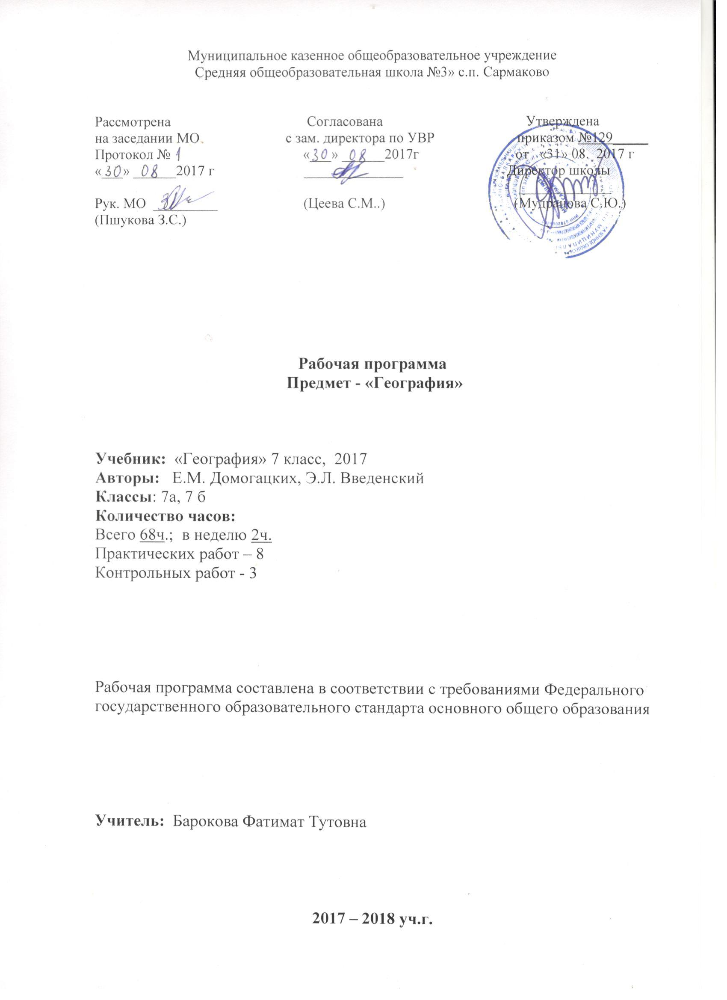 Муниципальное казенное общеобразовательное учреждение
Средняя общеобразовательная школа №3» с.п. Сармаково
Рассмотрена
на заседании МО
Протокол № 1
«30» 08 2017 г
Рук. МО
(Пшукова З.С.)
Согласована
с зам. директора по УВР
«30» 08 2017г
(Цеева С.М..)
Утверждена
приказом №129
от «31» 08. 2017 г
Директор школы
(Мудранова С.Ю.)
Рабочая программа
Предмет - «География»
Учебник: «География» 7 класс, 2017
Авторы: Е.М. Домогацких, Э.Л. Введенский
Классы: 7а, 7 б
Количество часов:
Всего 68ч.; в неделю 2ч.
Практических работ – 8
Контрольных работ - 3
Рабочая программа составлена в соответствии с требованиями Федерального
государственного образовательного стандарта основного общего образования
Учитель: Барокова Фатимат Тутовна
2017 – 2018 уч.г.